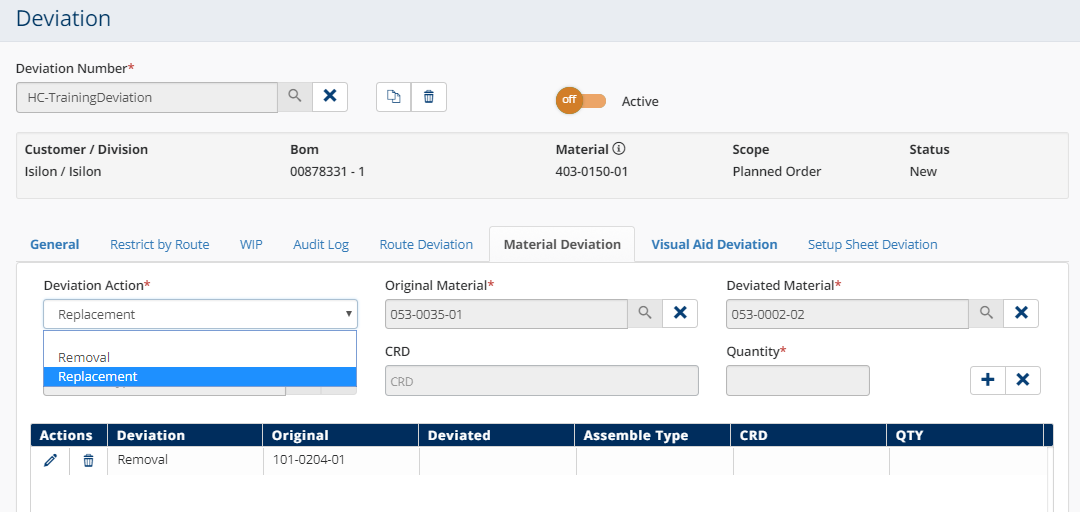 Deviation
Deviation Number*
HC-TrainingDeviation
off Active
Customer / Division Bom Material Scope Status
Isilon / Isilon 00878331 - 1 403-0150-01 Planned Order New
General Restrict by Route WIP Audit Log Route Deviation Material Deviation Visual Aid Deviation Setup Sheet Deviation
Deviation Action* Original Material* Deviated Material*
Replacement 053-0035-01 053-0002-02
CRD Quantity*
Removal
Replacement CRD
Actions Deviation Original Deviated Assemble Type CRD QTY
Removal 101-0204-01